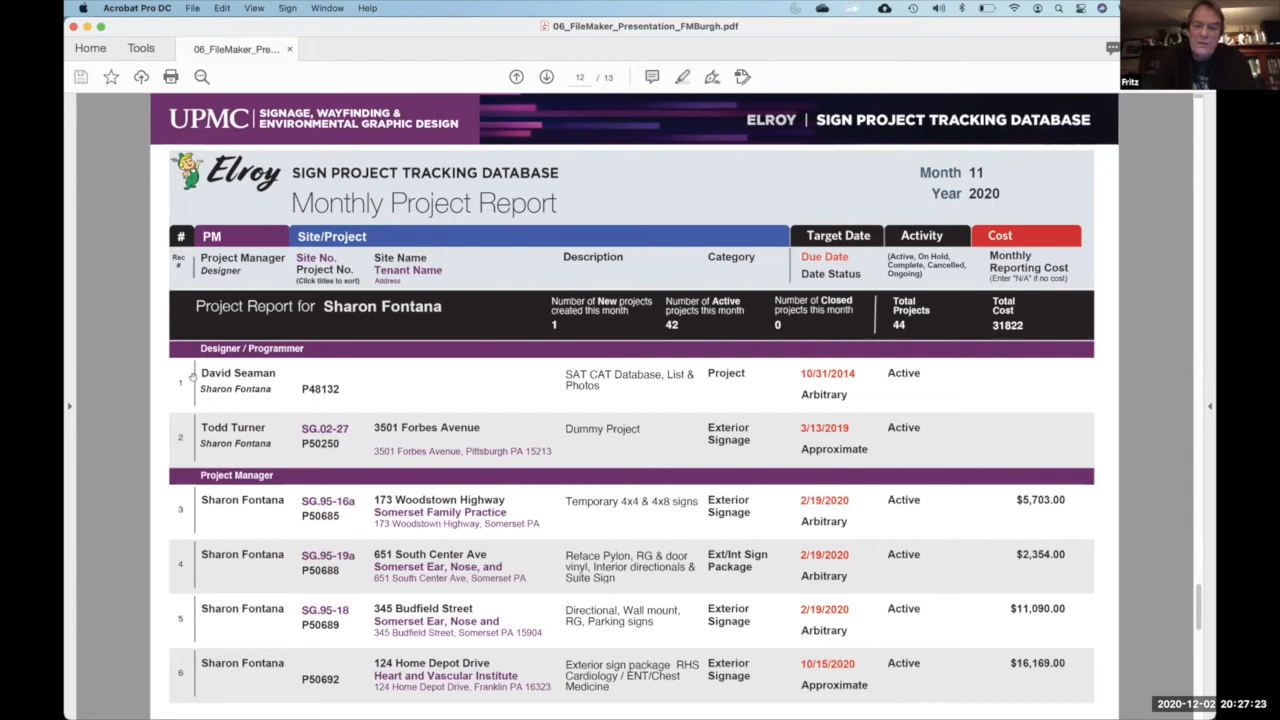 Acrobat Pro DC File Edit View Sign Window Help
06_FileMaker_Presentation_FMBurgh.pdf
Home Tools 06_FileMaker_Pre... ×
12 / 13
Fritz
UPMC SIGNAGE, WAYFINDING &
ENVIRONMENTAL GRAPHIC DESIGN
ELROY | SIGN PROJECT TRACKING DATABASE
Elroy SIGN PROJECT TRACKING DATABASE
Monthly Project Report
Month 11
Year 2020
# PM Site/Project Target Date Activity Cost
Rec
#
Project Manager
Designer
Site No.
Project No.
(Click titles to sort)
Site Name
Tenant Name
Address
Description
Category
Due Date
Date Status
(Active, On Hold,
Complete, Cancelled,
Ongoing)
Monthly
Reporting Cost
(Enter "N/A" if no cost)
Project Report for Sharon Fontana
Number of New projects
created this month
1
Number of Active
projects this month
42
Number of Closed
projects this month
0
Total
Projects
44
Total
Cost
31822
Designer / Programmer
1
David Seaman
Sharon Fontana
P48132
SAT CAT Database, List &
Photos
Project
10/31/2014
Arbitrary
Active
2
Todd Turner
Sharon Fontana
SG.02-27
P50250
3501 Forbes Avenue
3501 Forbes Avenue, Pittsburgh PA 15213
Dummy Project
Exterior
Signage
3/13/2019
Approximate
Active
Project Manager
3
Sharon Fontana
SG.95-16a
P50685
173 Woodstown Highway
Somerset Family Practice
173 Woodstown Highway, Somerset PA
Temporary 4x4 & 4x8 signs
Exterior
Signage
2/19/2020
Arbitrary
Active
$5,703.00
4
Sharon Fontana
SG.95-19a
P50688
651 South Center Ave
Somerset Ear, Nose, and
651 South Center Ave, Somerset PA
Reface Pylon, RG & door
vinyl, Interior directionals &
Suite Sign
Ext/Int Sign
Package
2/19/2020
Arbitrary
Active
$2,354.00
5
Sharon Fontana
SG.95-18
P50689
345 Budfield Street
Somerset Ear, Nose and
345 Budfield Street, Somerset PA 15904
Directional, Wall mount,
RG, Parking signs
Exterior
Signage
2/19/2020
Arbitrary
Active
$11,090.00
6
Sharon Fontana
P50692
124 Home Depot Drive
Heart and Vascular Institute
124 Home Depot Drive, Franklin PA 16323
Exterior sign package RHS
Cardiology / ENT/Chest
Medicine
Exterior
Signage
10/15/2020
Approximate
Active
$16,169.00
2020-12-02 20:27:23